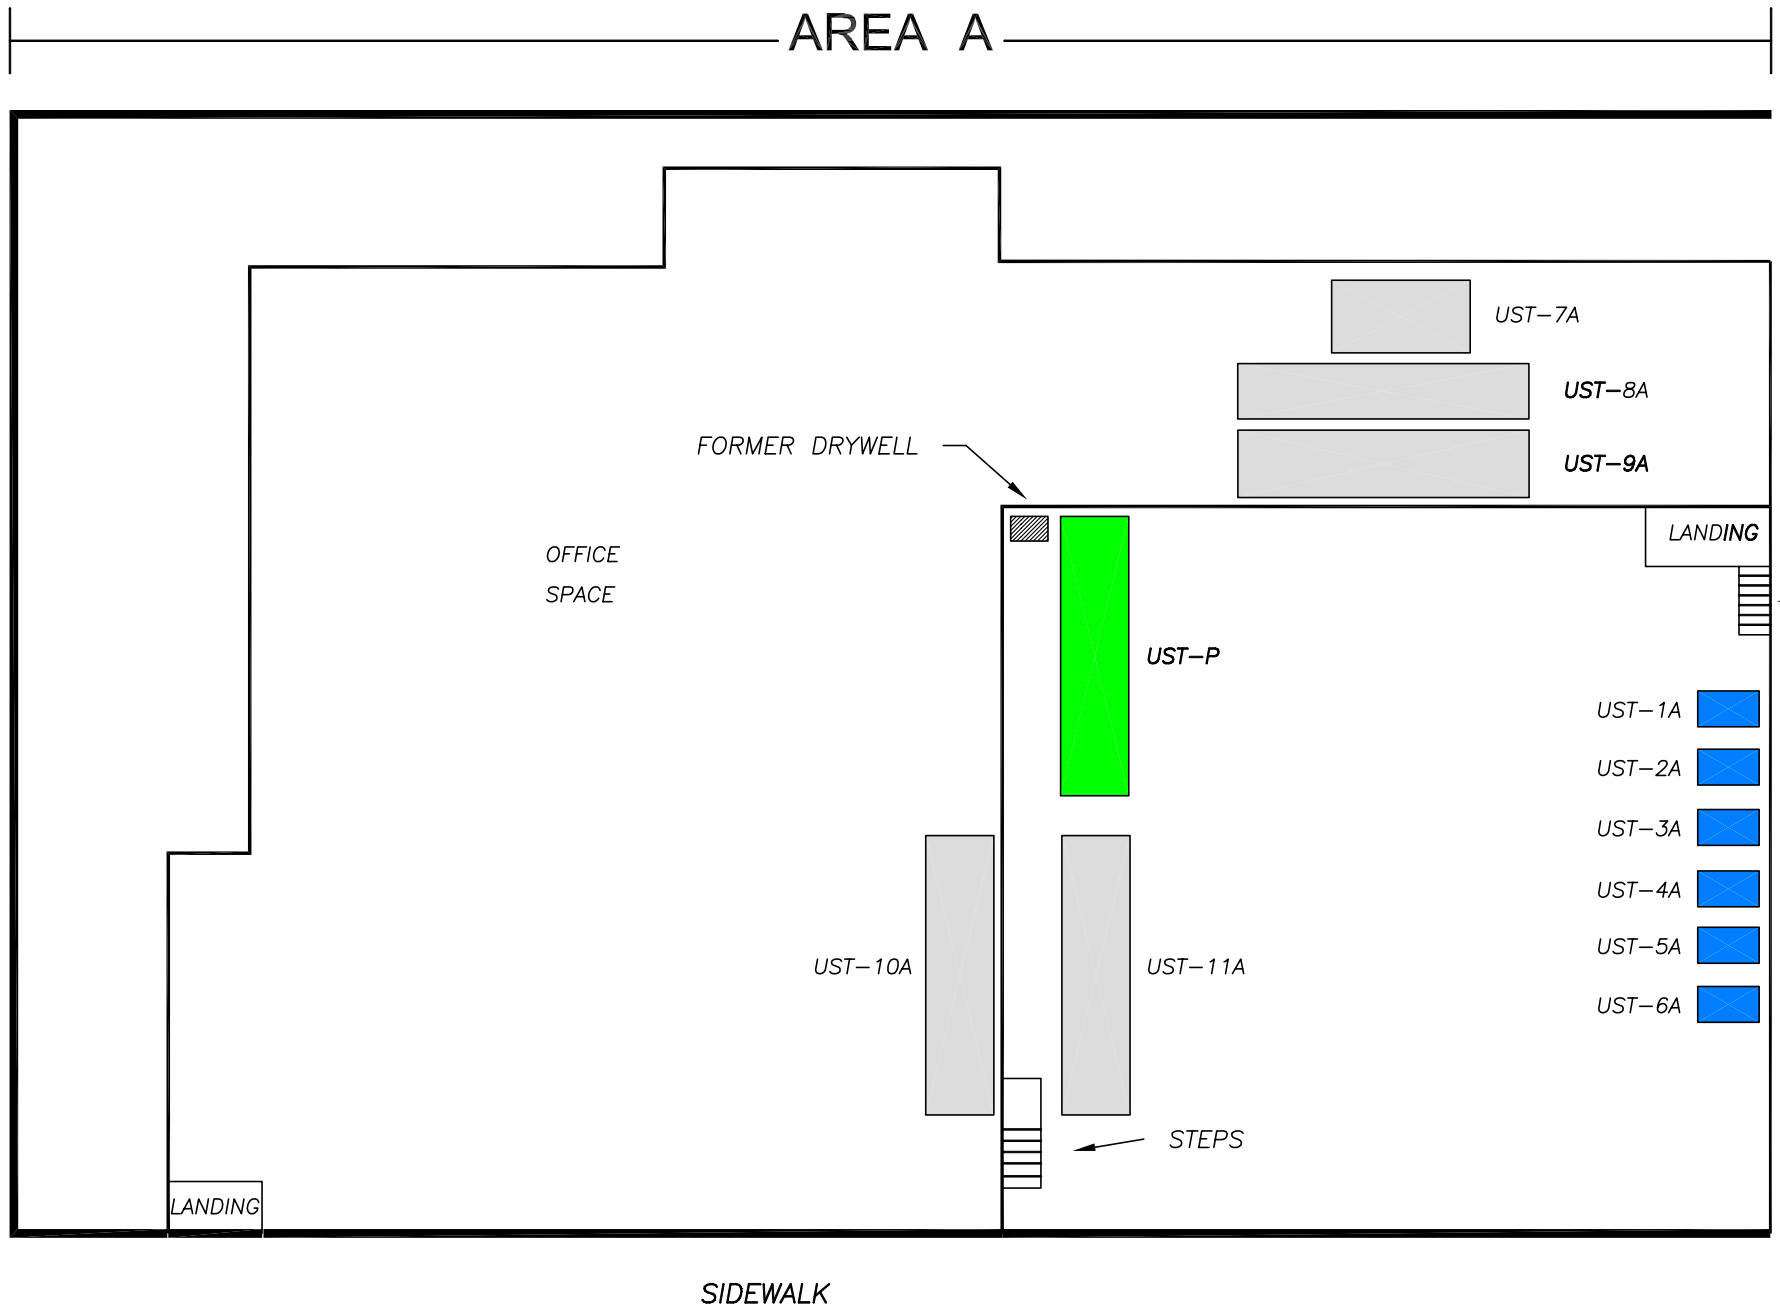 AREA A
UST-7A
UST-8A
FORMER DRYWELL
UST-9A
LANDING
OFFICE
SPACE
UST-P
UST-1A
UST-2A
UST-3A
UST-4A
UST-5A
UST-10A
UST-11A
UST-6A
STEPS
LANDING
SIDEWALK